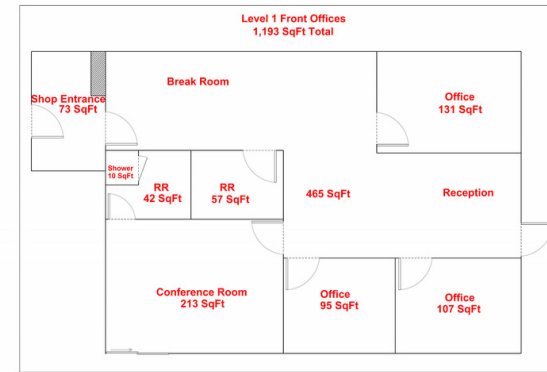 Level 1 Front Offices
1,193 SqFt Total
Break Room
Shop Entrance
73 SqFt
Office
131 SqFt
Shower
10 SqFt
RR
42 SqFt
RR
57 SqFt
465 SqFt
Reception
Conference Room
213 SqFt
Office
95 SqFt
Office
107 SqFt